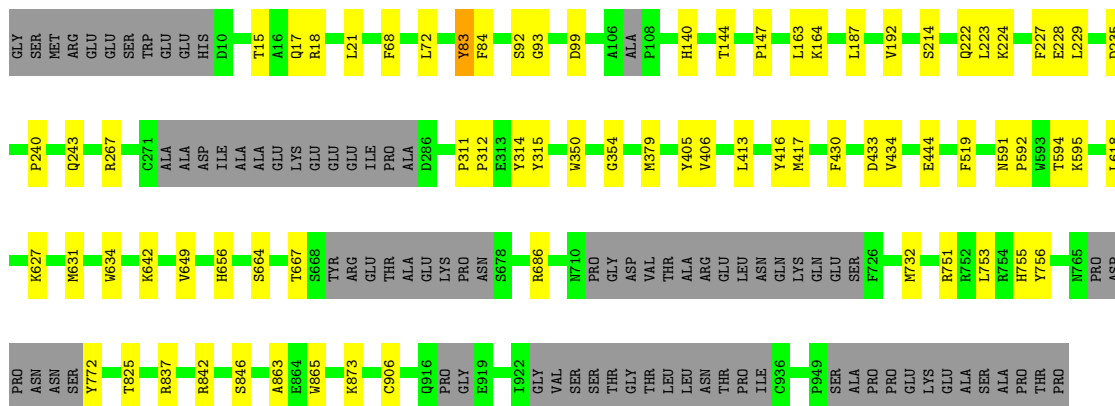 GLY SER MET ARG GLU GLU SER TRP GLU GLU HIS D10 T15 A16 Q17 R18 L21 F68 L72 Y83 F84 S92 G93 D99 A106 ALA P108 H140 T144 P147 L163 K164 L187 V192 S214 Q222 L223 K224 F227 E228 L229
P240 Q243 R267 C271 ALA ALA ASP ILE ALA ALA GLU LYS GLU GLU GLU ILE PRO ALA D286 P311 P312 E313 Y314 Y315 W350 G354 M379 Y405 V406 L413 Y416 M417 F430 D433 V434 E444 F519 N591 P592 W593 T594 K595 L618
K627 M631 W634 K642 V649 H656 S664 T667 S668 TYR ARG GLU THR ALA GLU LYS PRO ASN S678 R686 N710 PRO GLY ASP VAL THR ALA ARG GLU LEU ASN GLN LYS GLN GLU SER F726 M732 R751 R752 L753 R754 H755 Y756 N765 PRO ASP
PRO ASN ASN SER Y772 T825 R837 R842 S846 A863 E864 W865 K873 C906 Q916 PRO GLY E919 I922 GLY VAL SER SER THR GLY THR LEU LEU ASN THR PRO ILE C936 P949 SER ALA PRO PRO GLU LYS GLU ALA SER ALA PRO THR PRO